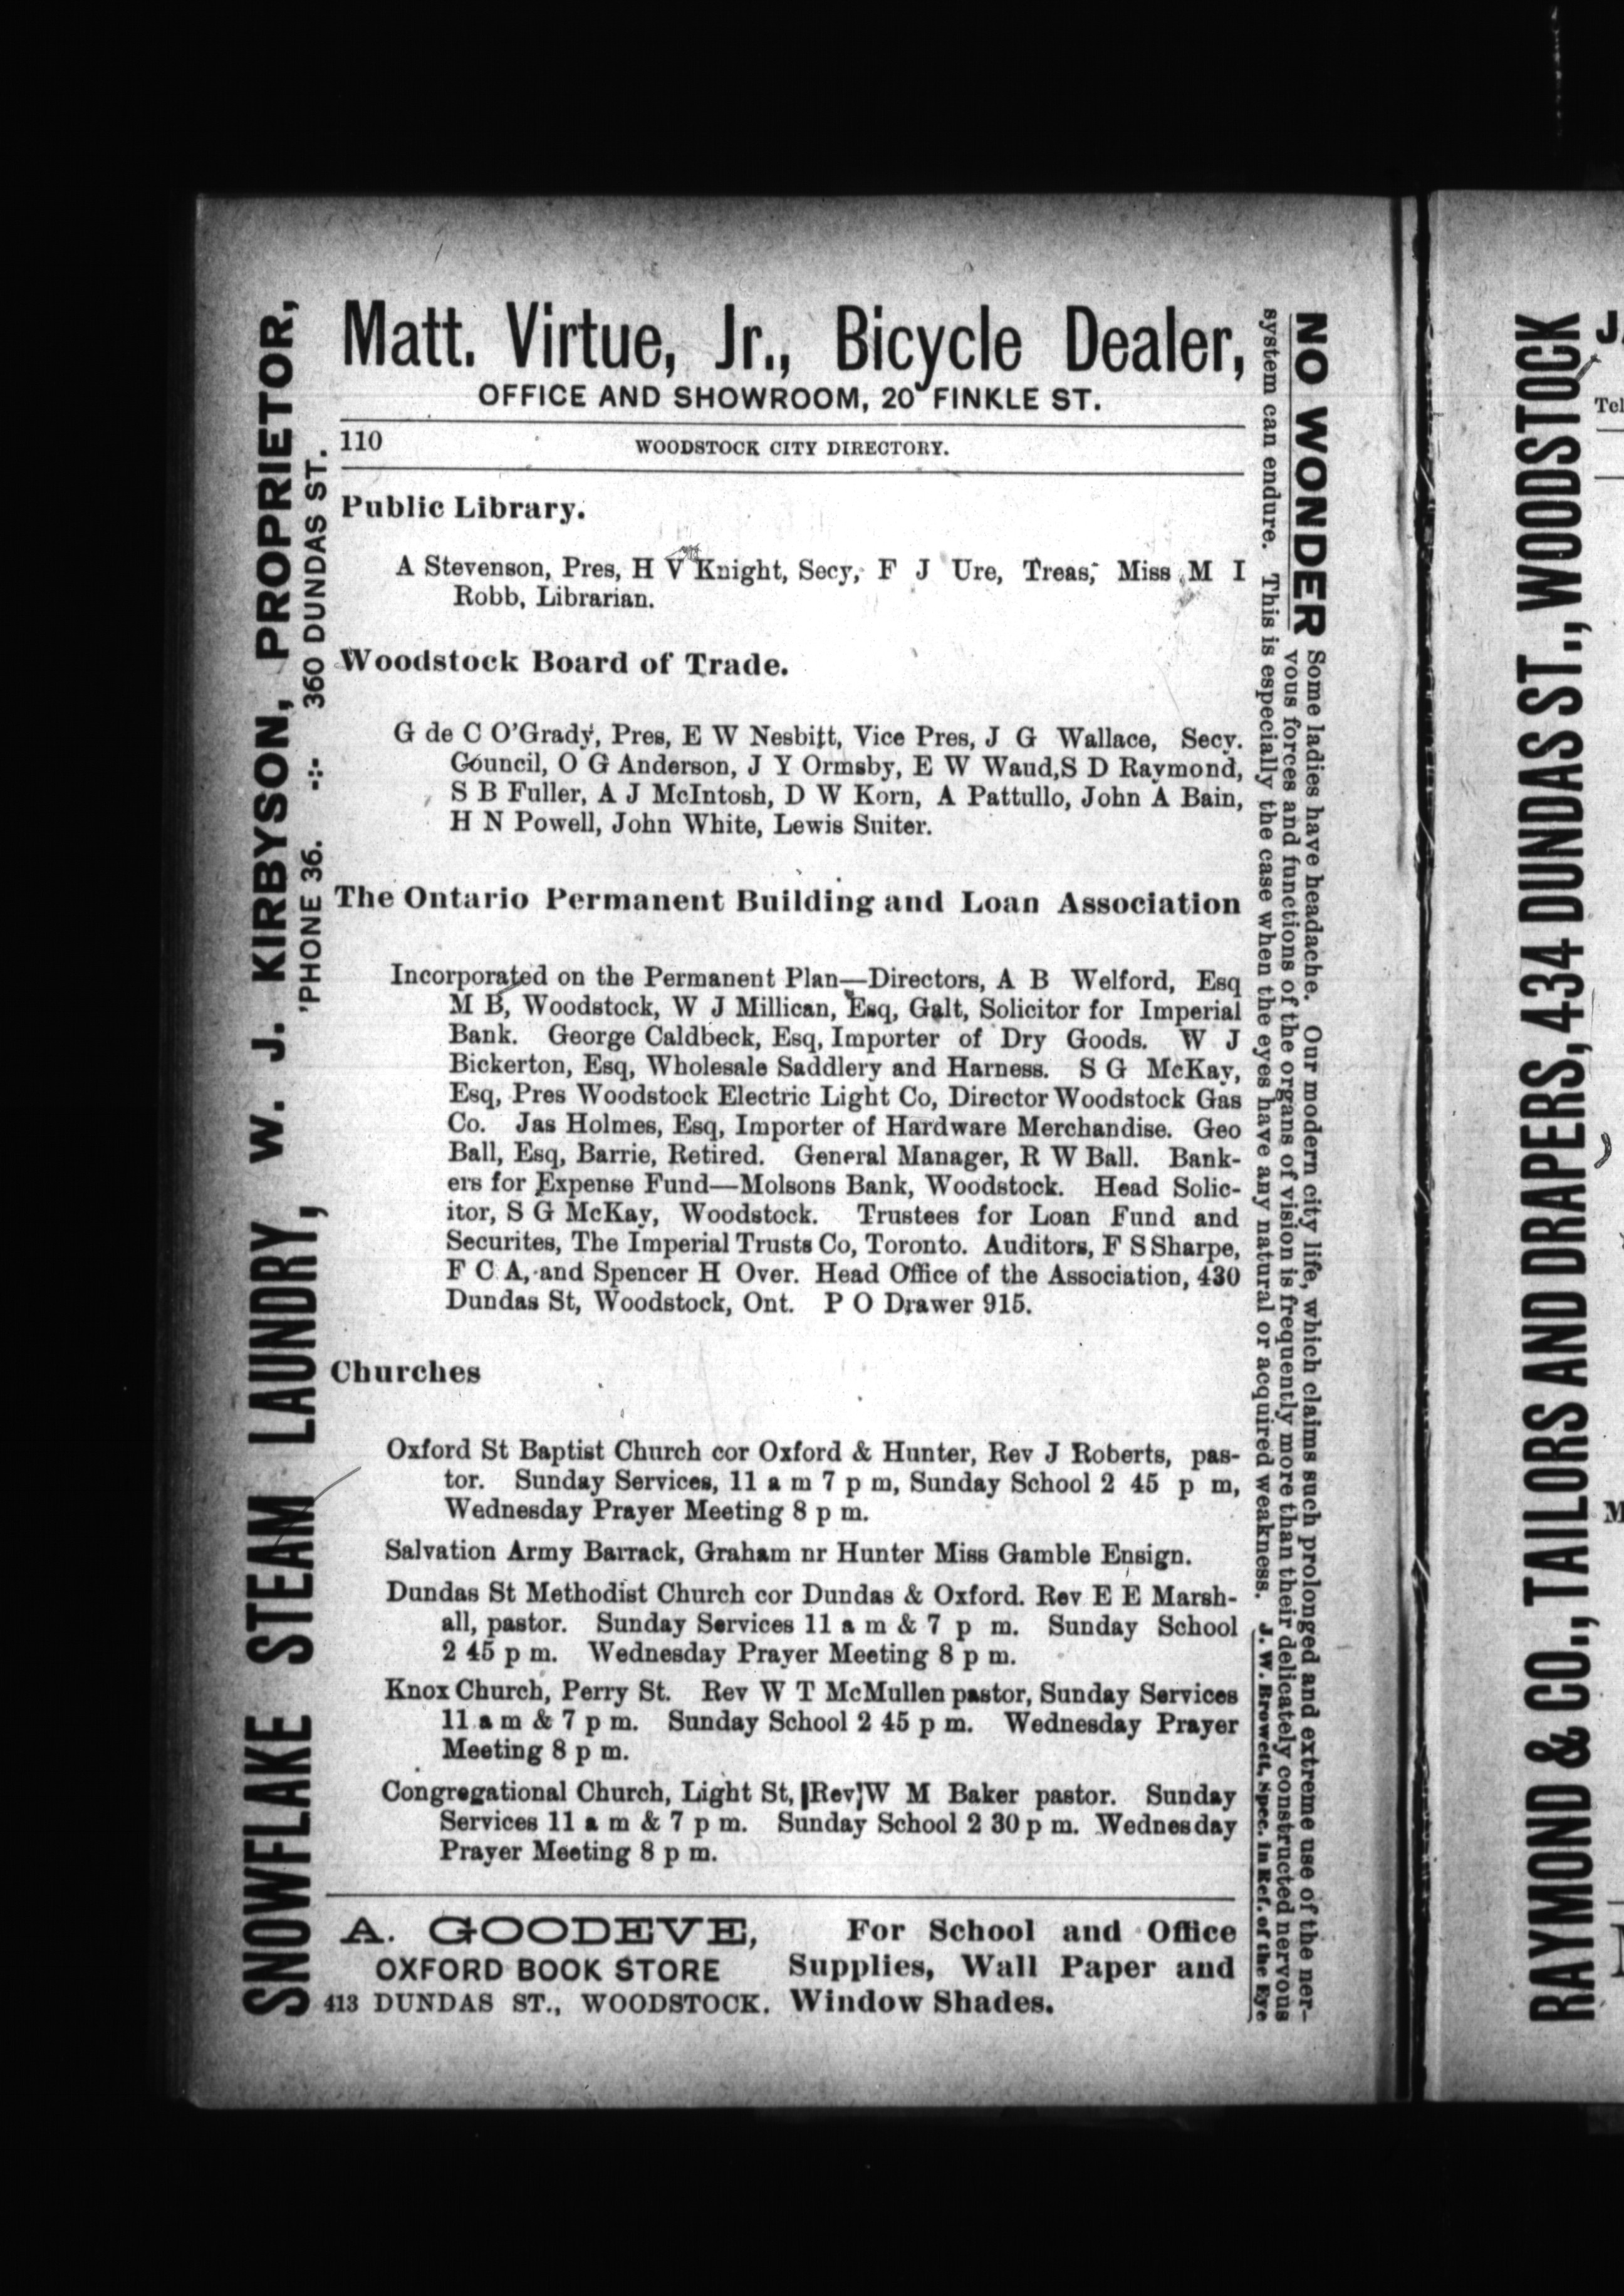 Matt. Virtue, Jr., Bicycle Dealer,
OFFICE AND SHOWROOM, 20 FINKLE ST.
110 WOODSTOCK CITY DIRECTORY.
Public Library.
A Stevenson, Pres, H V Knight, Secy, F J Ure, Treas, Miss M I
Robb, Librarian.
Woodstock Board of Trade.
G de C O'Grady, Pres, E W Nesbitt, Vice Pres, J G Wallace, Secy.
Council, O G Anderson, J Y Ormsby, E W Waud,S D Raymond,
S B Fuller, A J McIntosh, D W Korn, A Pattullo, John A Bain,
H N Powell, John White, Lewis Suiter.
The Ontario Permanent Building and Loan Association
Incorporated on the Permanent Plan—Directors, A B Welford, Esq
M B, Woodstock, W J Millican, Esq, Galt, Solicitor for Imperial
Bank. George Caldbeck, Esq, Importer of Dry Goods. W J
Bickerton, Esq, Wholesale Saddlery and Harness. S G McKay,
Esq, Pres Woodstock Electric Light Co, Director Woodstock Gas
Co. Jas Holmes, Esq, Importer of Hardware Merchandise. Geo
Ball, Esq, Barrie, Retired. General Manager, R W Ball. Bank-
ers for Expense Fund—Molsons Bank, Woodstock. Head Solic-
itor, S G McKay, Woodstock. Trustees for Loan Fund and
Securites, The Imperial Trusts Co, Toronto. Auditors, F S Sharpe,
F C A, and Spencer H Over. Head Office of the Association, 430
Dundas St, Woodstock, Ont. P O Drawer 915.
Churches
Oxford St Baptist Church cor Oxford & Hunter, Rev J Roberts, pas-
tor. Sunday Services, 11 a m 7 p m, Sunday School 2 45 p m,
Wednesday Prayer Meeting 8 p m.
Salvation Army Barrack, Graham nr Hunter Miss Gamble Ensign.
Dundas St Methodist Church cor Dundas & Oxford. Rev E E Marsh-
all, pastor. Sunday Services 11 a m & 7 p m. Sunday School
2 45 p m. Wednesday Prayer Meeting 8 p m.
Knox Church, Perry St. Rev W T McMullen pastor, Sunday Services
11 a m & 7 p m. Sunday School 2 45 p m. Wednesday Prayer
Meeting 8 p m.
Congregational Church, Light St, Rev W M Baker pastor. Sunday
Services 11 a m & 7 p m. Sunday School 2 30 p m. Wednesday
Prayer Meeting 8 p m.
A. GOODEVE,
OXFORD BOOK STORE
413 DUNDAS ST., WOODSTOCK.
For School and Office
Supplies, Wall Paper and
Window Shades.
SNOWFLAKE STEAM LAUNDRY, W. J. KIRBYSON, PROPRIETOR,
'PHONE 36. 360 DUNDAS ST.
NO WONDER Some ladies have headache. Our modern city life, which claims such prolonged and extreme use of the ner-
vous forces and functions of the organs of vision is frequently more than their delicately constructed nervous
system can endure. This is especially the case when the eyes have any natural or acquired weakness. J. W. Browett, Spec. in Ref. of the Eye
RAYMOND & CO., TAILORS AND DRAPERS, 434 DUNDAS ST., WOODSTOCK